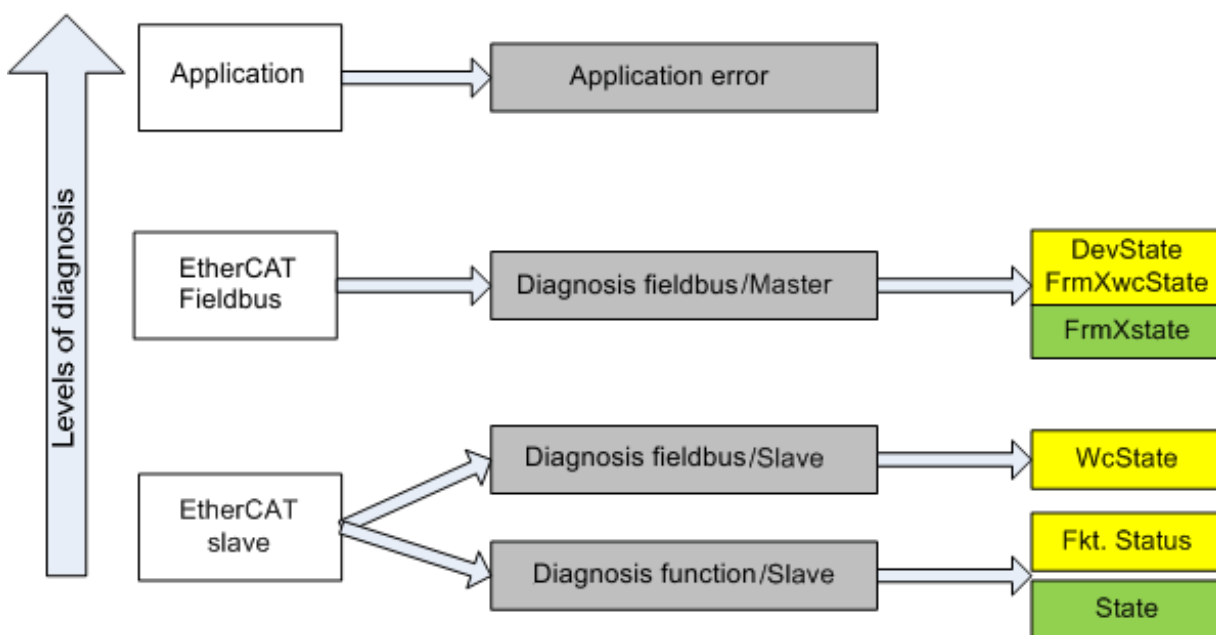 Levels of diagnosis
Application
Application error
EtherCAT
Fieldbus
Diagnosis fieldbus/Master
DevState
FrmXwcState
FrmXstate
EtherCAT
slave
Diagnosis fieldbus/Slave
WcState
Diagnosis function/Slave
Fkt. Status
State